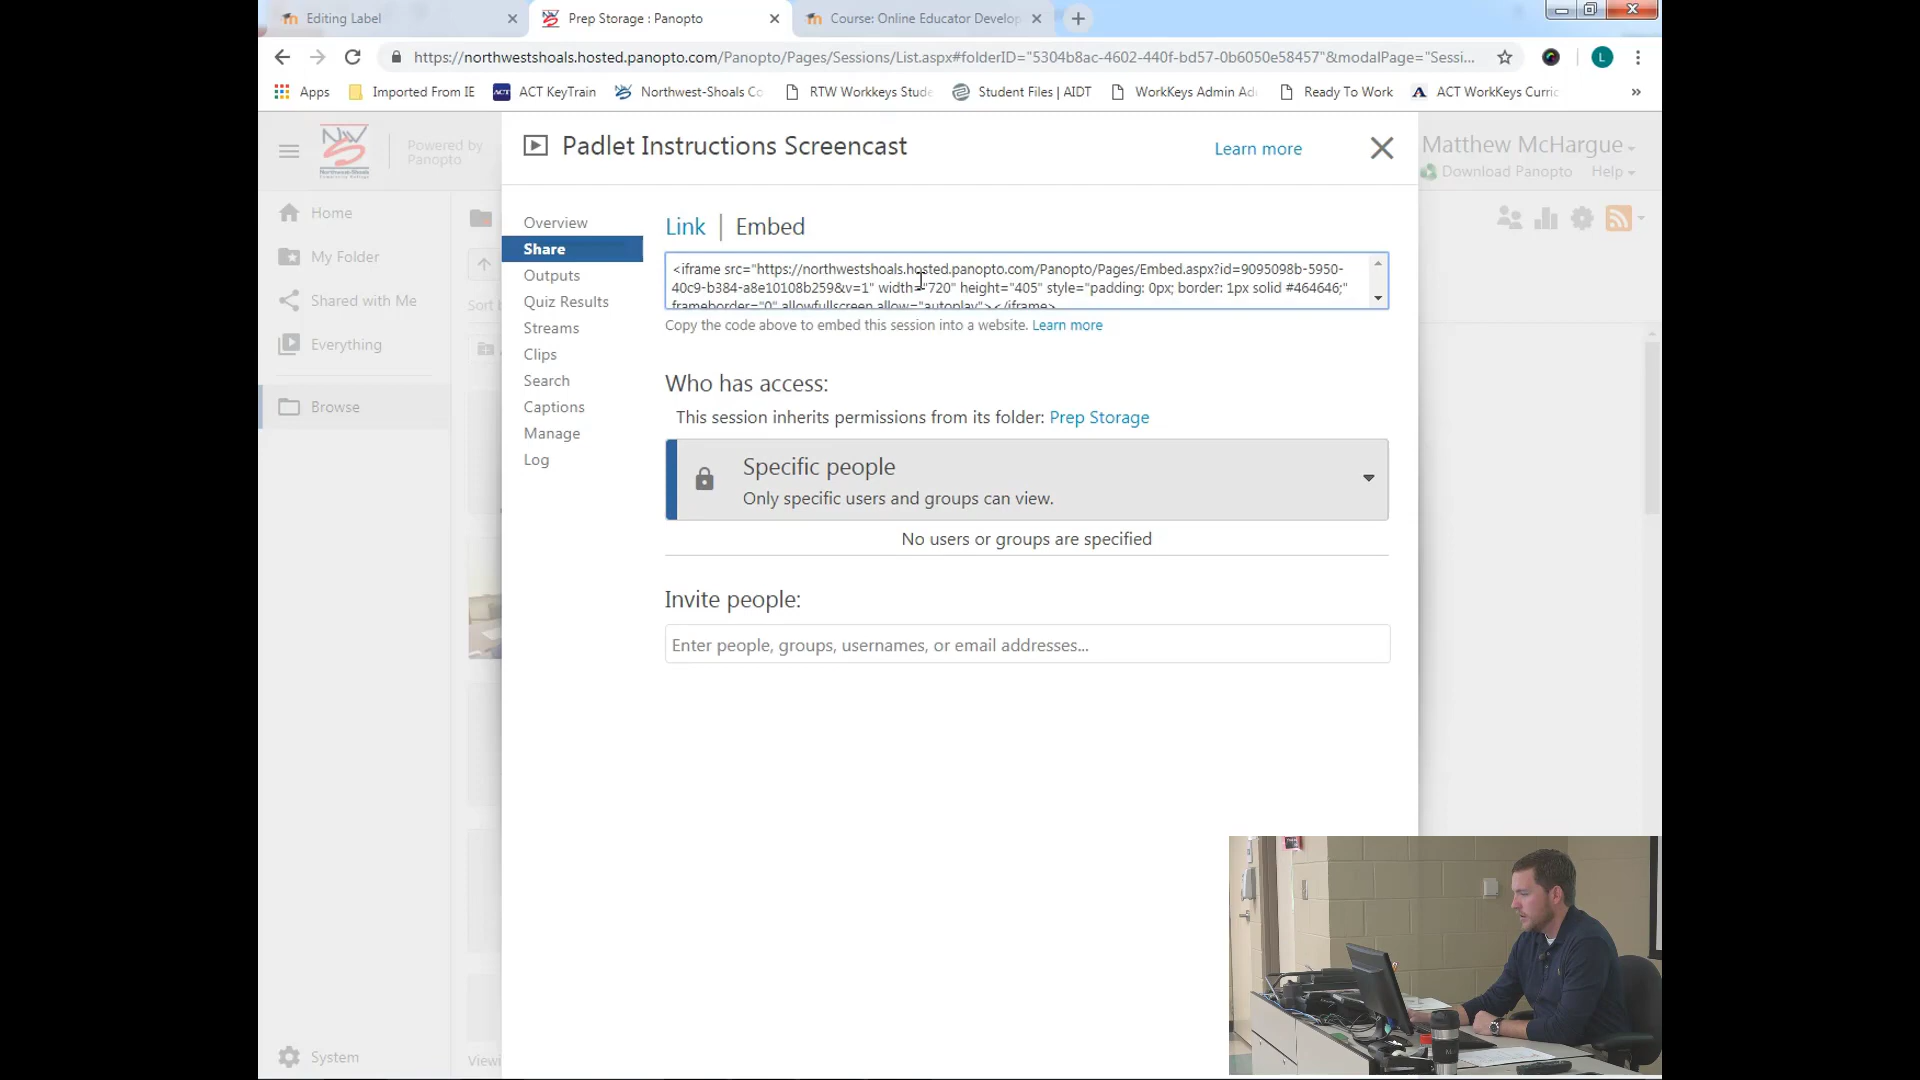 Editing Label
Prep Storage : Panopto
Course: Online Educator Develop
https://northwestshoals.hosted.panopto.com/Panopto/Pages/Sessions/List.aspx#folderID="5304b8ac-4602-440f-bd57-0b6050e58457"&modalPage="Sessi...
L
Apps
Imported From IE
ACT KeyTrain
Northwest-Shoals Co
RTW Workkeys Stude
Student Files | AIDT
WorkKeys Admin Ad
Ready To Work
ACT WorkKeys Curric
»
Powered by
Panopto
Padlet Instructions Screencast
Learn more
Matthew McHargue
Download Panopto
Help
Home
My Folder
Shared with Me
Everything
Browse
System
Sort b
Viewi
Overview
Share
Outputs
Quiz Results
Streams
Clips
Search
Captions
Manage
Log
Link | Embed
<iframe src="https://northwestshoals.hosted.panopto.com/Panopto/Pages/Embed.aspx?id=9095098b-5950-
40c9-b384-a8e10108b259&v=1" width="720" height="405" style="padding: 0px; border: 1px solid #464646;"
frameborder="0" allowfullscreen allow="autoplay"></iframe>
Copy the code above to embed this session into a website. Learn more
Who has access:
This session inherits permissions from its folder: Prep Storage
Specific people
Only specific users and groups can view.
No users or groups are specified
Invite people:
Enter people, groups, usernames, or email addresses...